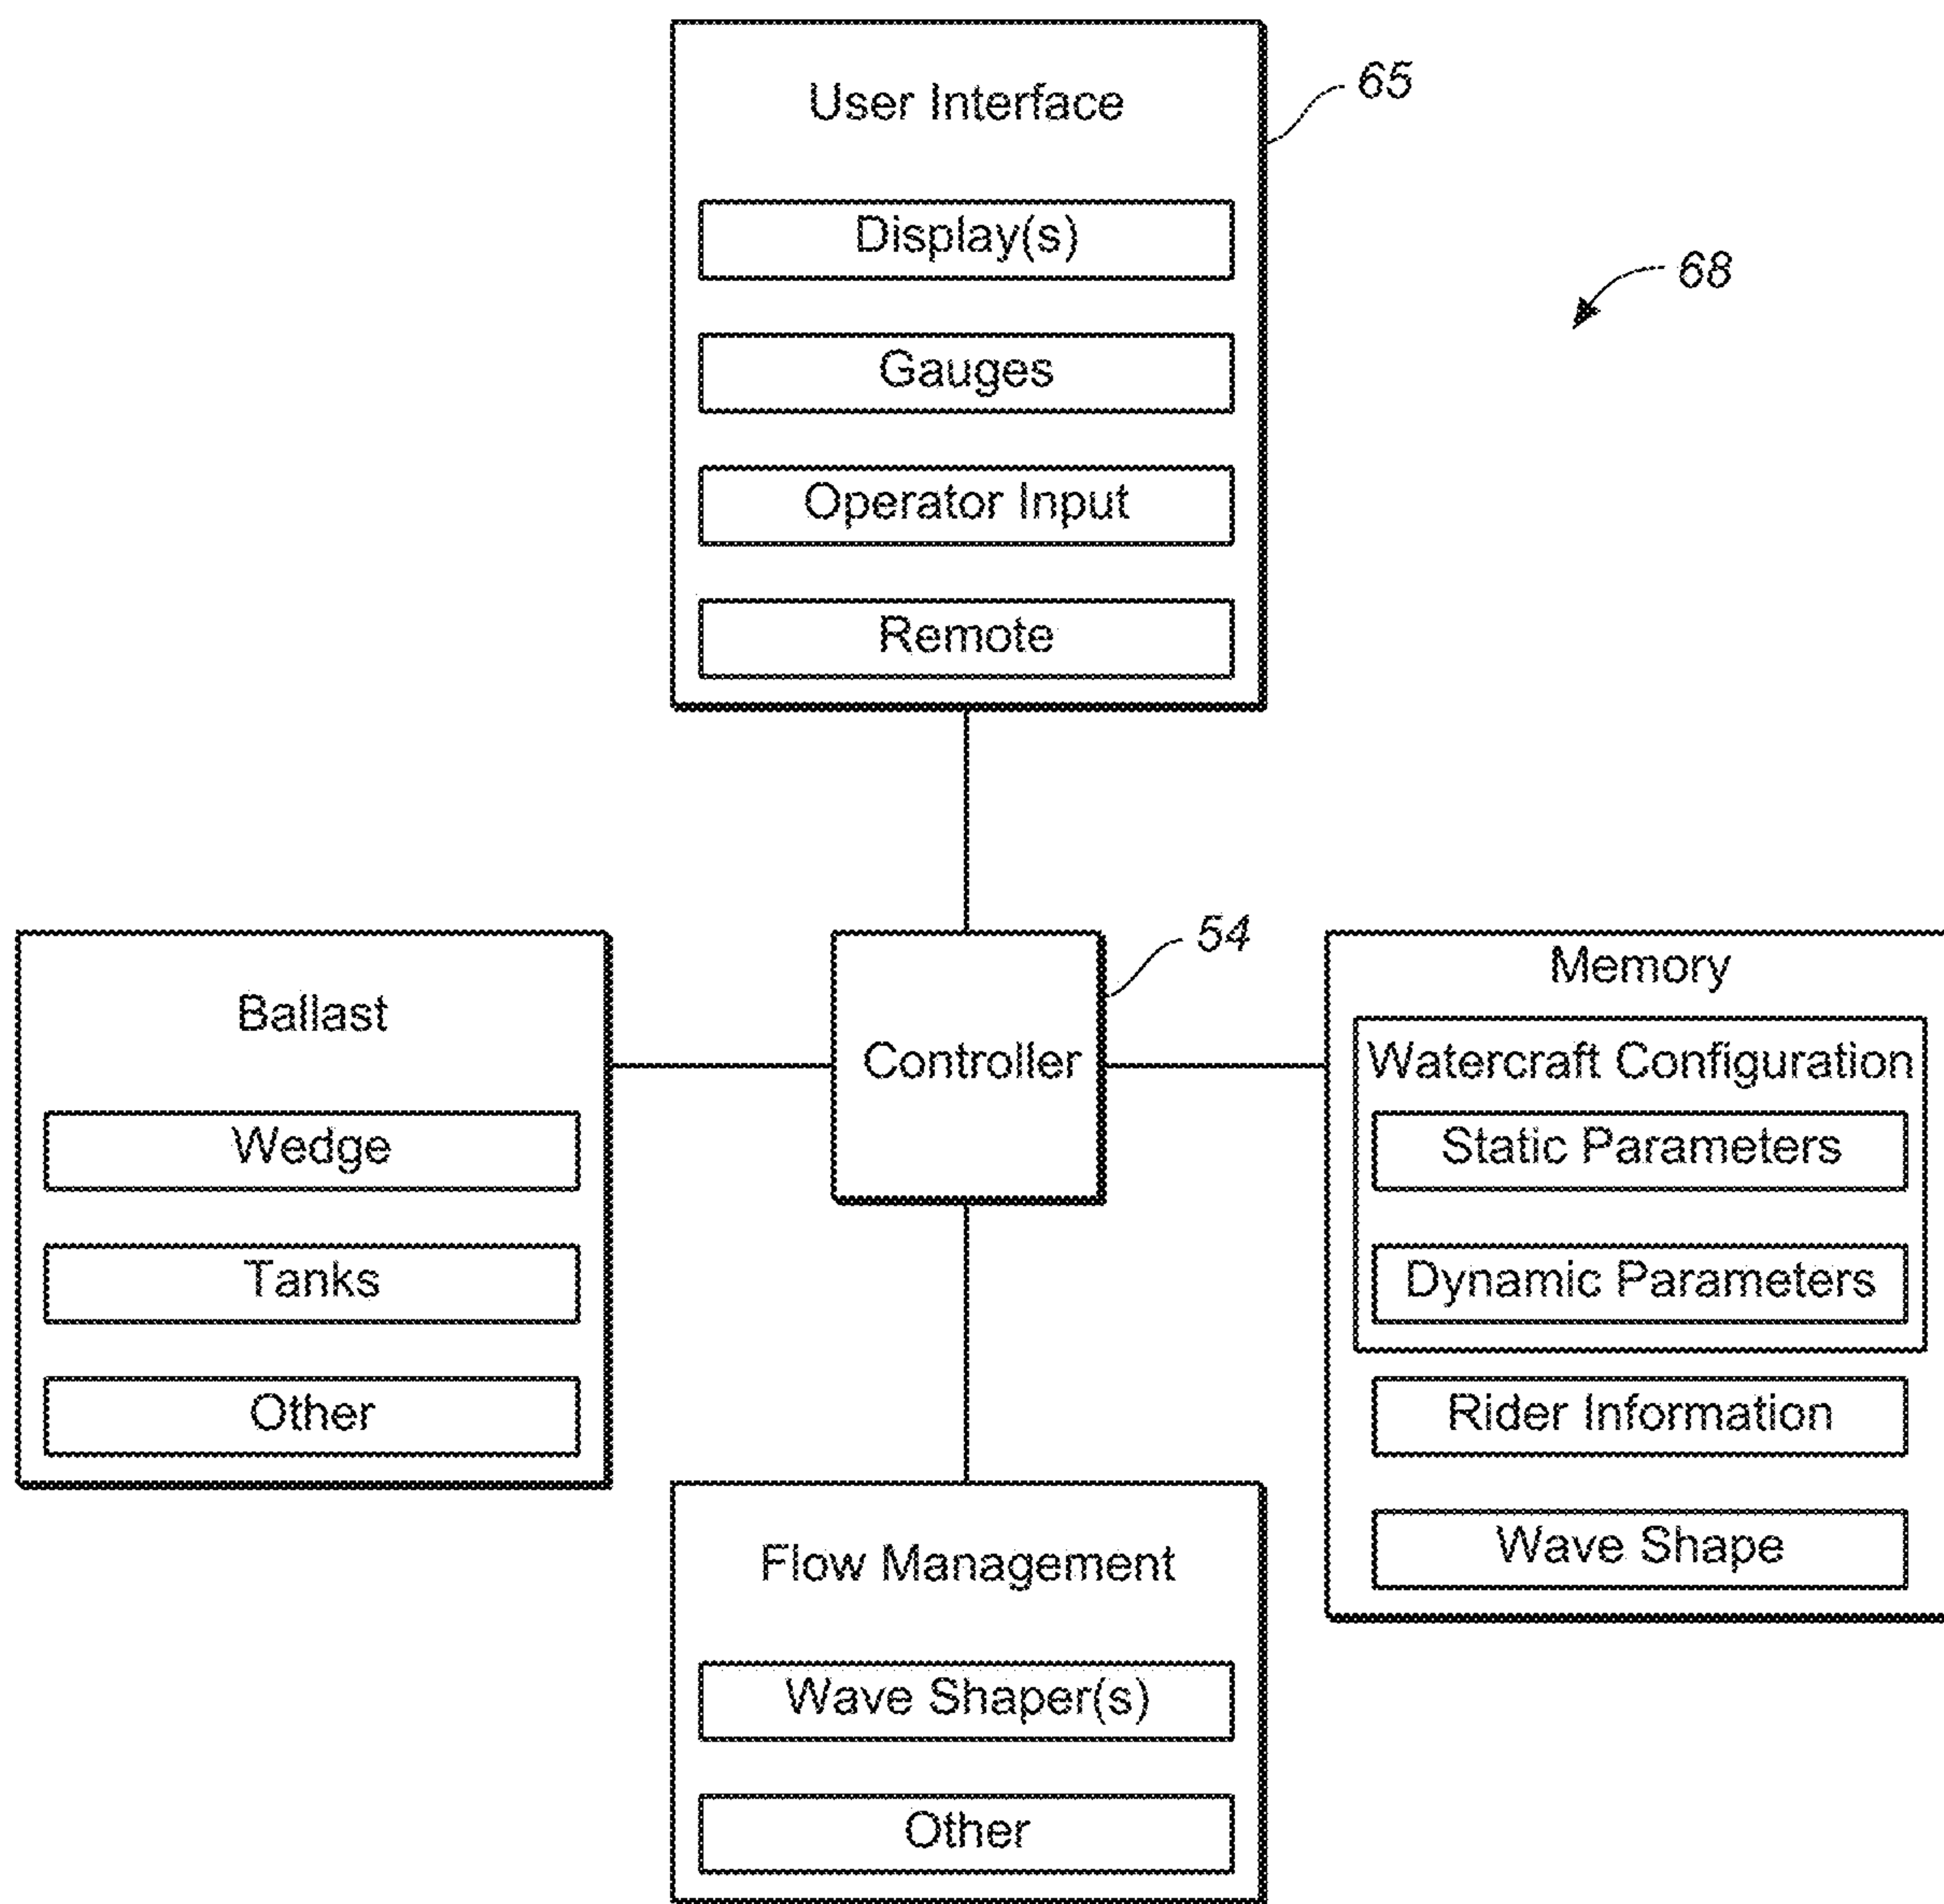 User Interface
65
Display(s)
68
Gauges
Operator Input
Remote
54
Ballast
Wedge
Tanks
Other
Controller
Memory
Watercraft Configuration
Static Parameters
Dynamic Parameters
Rider Information
Wave Shape
Flow Management
Wave Shaper(s)
Other